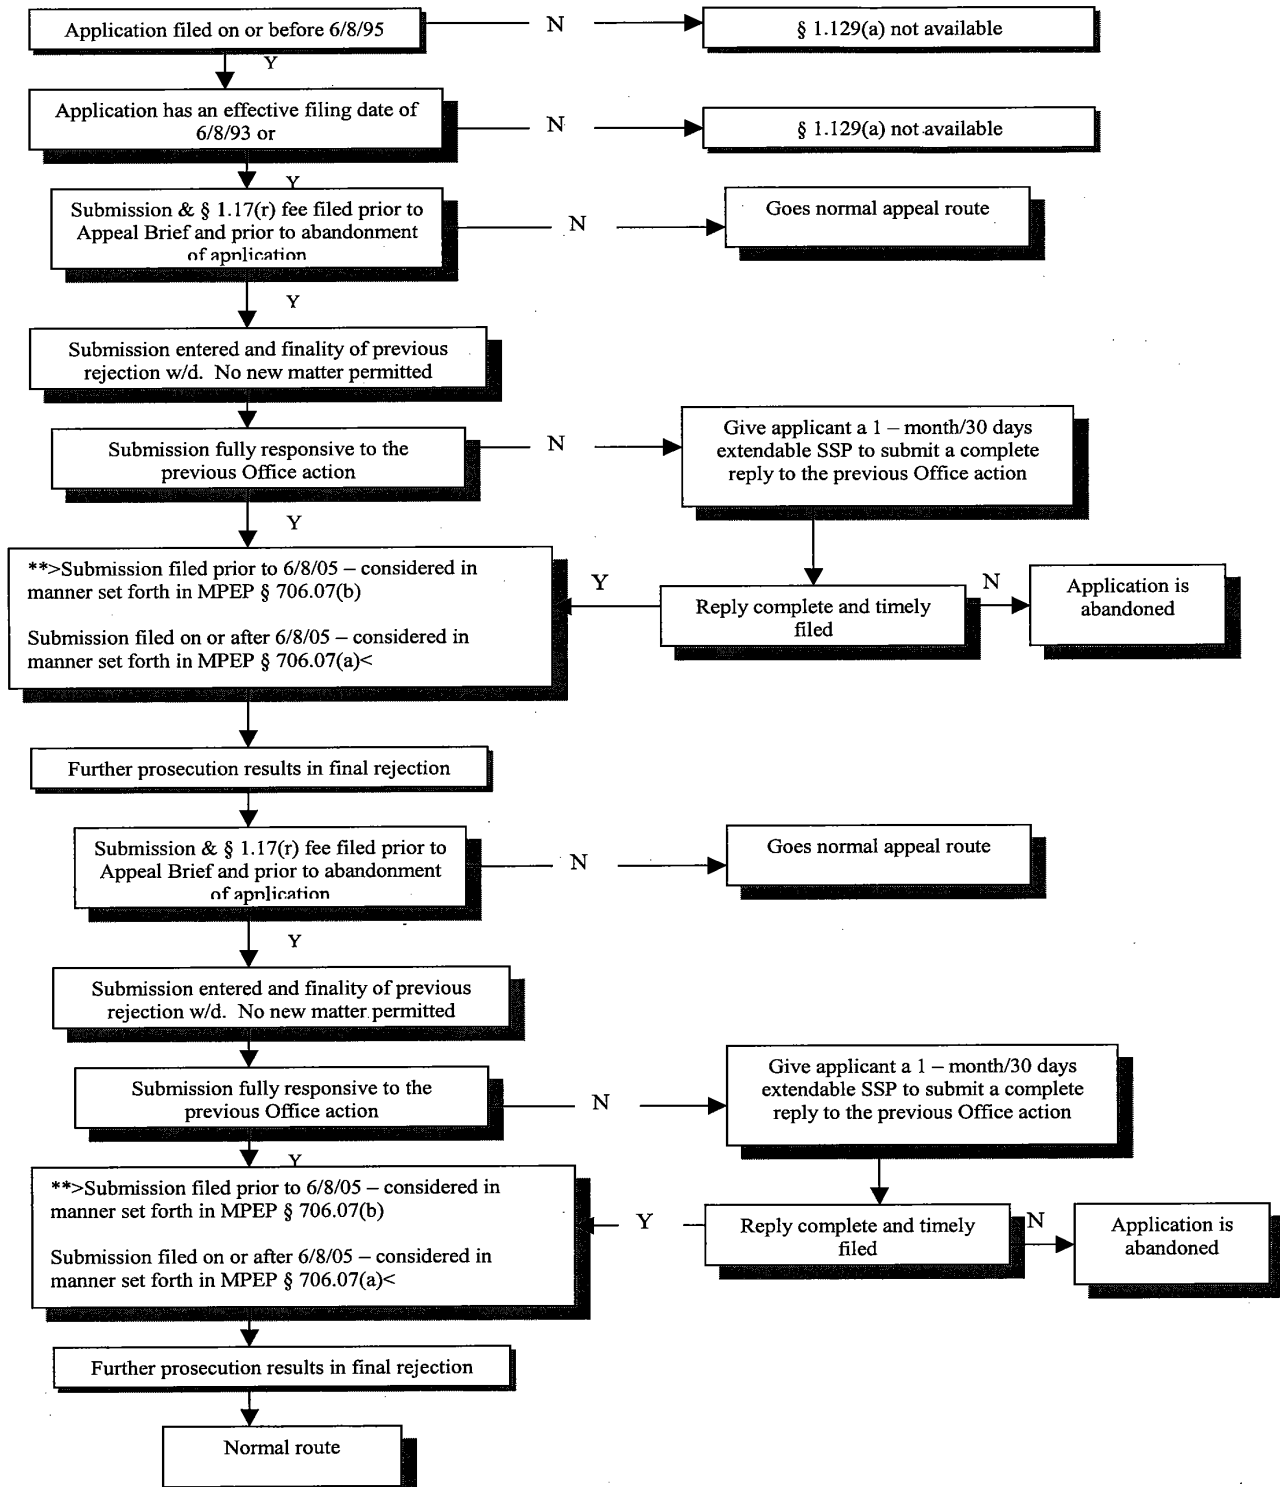 Application filed on or before 6/8/95
N
§ 1.129(a) not available
Y
Application has an effective filing date of
6/8/93 or
N
§ 1.129(a) not available
Y
Submission & § 1.17(r) fee filed prior to
Appeal Brief and prior to abandonment
of application
N
Goes normal appeal route
Y
Submission entered and finality of previous
rejection w/d. No new matter permitted
Submission fully responsive to the
previous Office action
N
Give applicant a 1 – month/30 days
extendable SSP to submit a complete
reply to the previous Office action
Y
**>Submission filed prior to 6/8/05 – considered in
manner set forth in MPEP § 706.07(b)
Submission filed on or after 6/8/05 – considered in
manner set forth in MPEP § 706.07(a)<
Y
Reply complete and timely
filed
N
Application is
abandoned
Further prosecution results in final rejection
Submission & § 1.17(r) fee filed prior to
Appeal Brief and prior to abandonment
of application
N
Goes normal appeal route
Y
Submission entered and finality of previous
rejection w/d. No new matter permitted
Submission fully responsive to the
previous Office action
N
Give applicant a 1 – month/30 days
extendable SSP to submit a complete
reply to the previous Office action
Y
**>Submission filed prior to 6/8/05 – considered in
manner set forth in MPEP § 706.07(b)
Submission filed on or after 6/8/05 – considered in
manner set forth in MPEP § 706.07(a)<
Y
Reply complete and timely
filed
N
Application is
abandoned
Further prosecution results in final rejection
Normal route